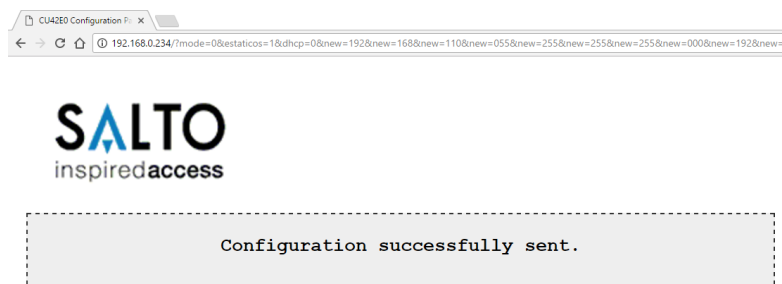 CU42E0 Configuration Pa
192.168.0.234/?mode=0&estaticos=1&dhcp=0&new=192&new=168&new=110&new=055&new=255&new=255&new=255&new=000&new=192&new=
SALTO
inspiredaccess
Configuration successfully sent.